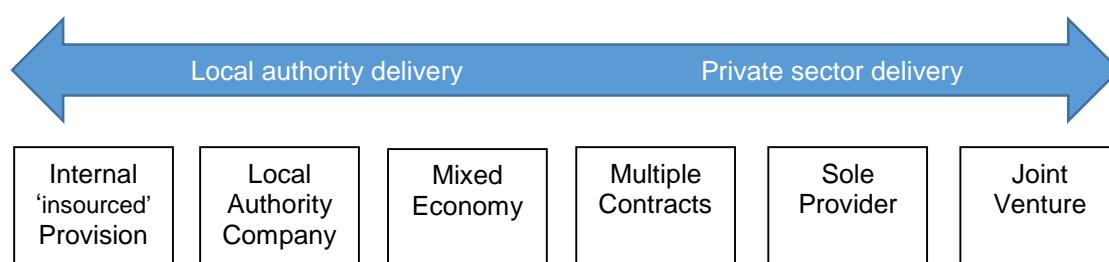 Local authority delivery
Private sector delivery
Internal
‘insourced’
Provision
Local
Authority
Company
Mixed
Economy
Multiple
Contracts
Sole
Provider
Joint
Venture